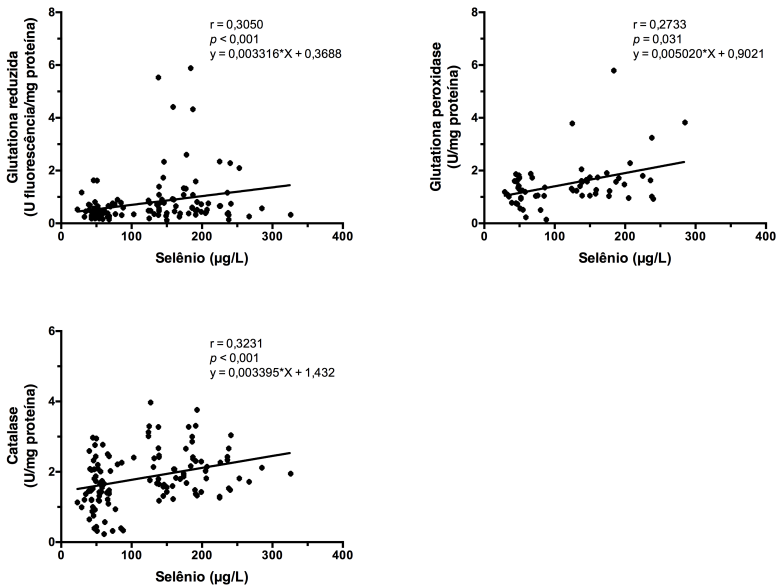 r = 0,3050
p < 0,001
y = 0,003316*X + 0,3688
Glutationa reduzida
(U fluorescência/mg proteína)
8
6
4
2
0
0 100 200 300 400
Selênio (µg/L)
r = 0,2733
p = 0,031
y = 0,005020*X + 0,9021
Glutationa peroxidase
(U/mg proteína)
8
6
4
2
0
0 100 200 300 400
Selênio (µg/L)
r = 0,3231
p < 0,001
y = 0,003395*X + 1,432
Catalase
(U/mg proteína)
6
4
2
0
0 100 200 300 400
Selênio (µg/L)